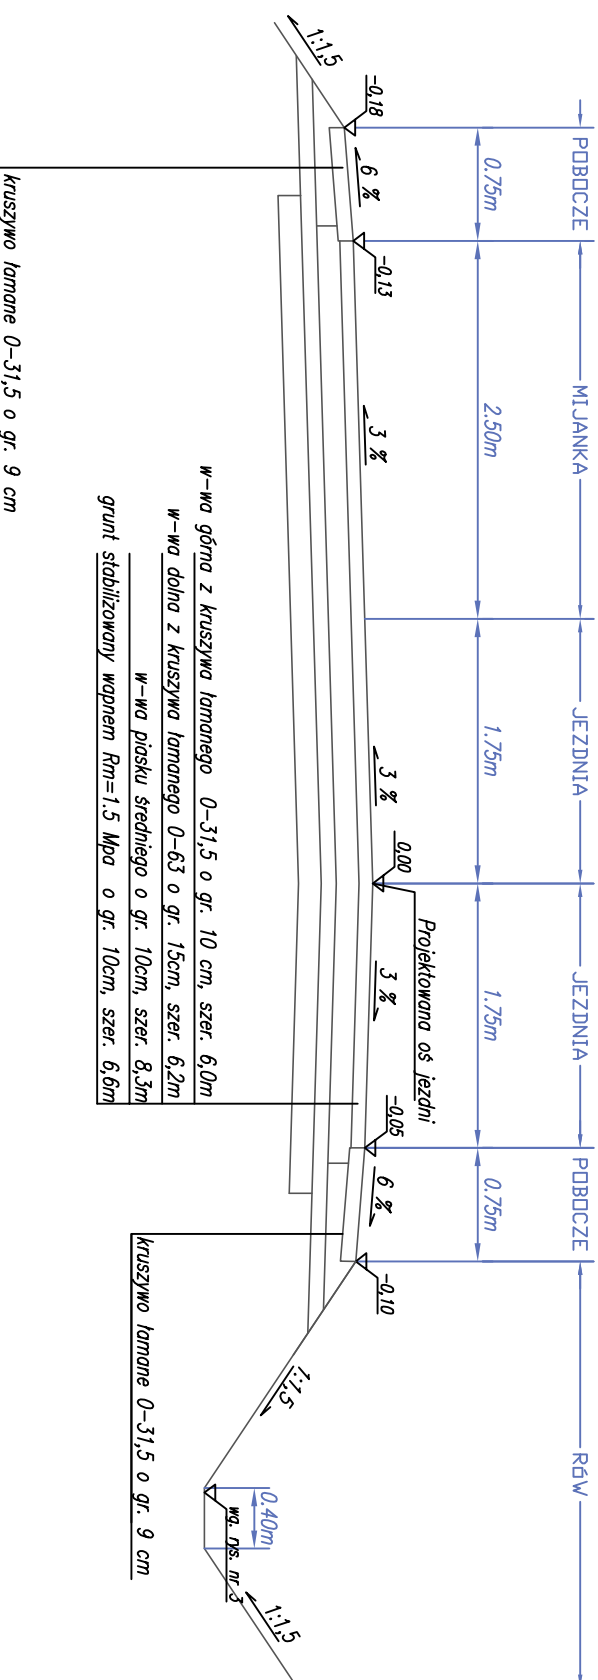 POBOCZE
MIJANKA
JEZDNIA
JEZDNIA
POBOCZE
RÓW
0.75m
2.50m
1.75m
1.75m
0.75m
Projektowana oś jezdni
-0,18
-0,13
0,00
-0,05
-0,10
1:1,5
6 %
3 %
3 %
3 %
6 %
1:1,5
0.40m
1:1,5
wg. rys. nr 3
w-wa górna z kruszywa łamanego 0-31,5 o gr. 10 cm, szer. 6,0m
w-wa dolna z kruszywa łamanego 0-63 o gr. 15cm, szer. 6,2m
w-wa piasku średniego o gr. 10cm, szer. 8,3m
grunt stabilizowany wapnem Rm=1.5 Mpa o gr. 10cm, szer. 6,6m
kruszywo łamane 0-31,5 o gr. 9 cm
kruszywo łamane 0-31,5 o gr. 9 cm